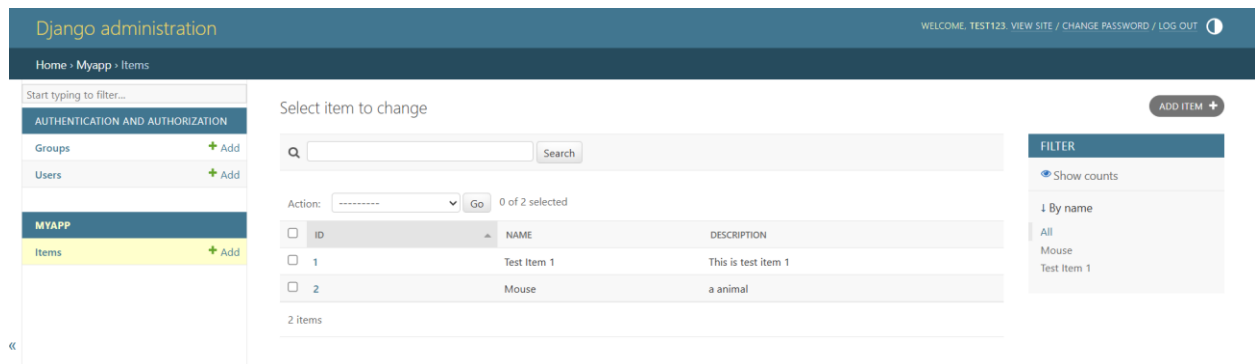 Django administration
WELCOME, TEST123. VIEW SITE / CHANGE PASSWORD / LOG OUT
Home › Myapp › Items
Start typing to filter...
AUTHENTICATION AND AUTHORIZATION
Groups + Add
Users + Add
MYAPP
Items + Add
«
Select item to change
ADD ITEM +
Search
Action: --------- Go 0 of 2 selected
ID NAME DESCRIPTION
1 Test Item 1 This is test item 1
2 Mouse a animal
2 items
FILTER
Show counts
↓ By name
All
Mouse
Test Item 1